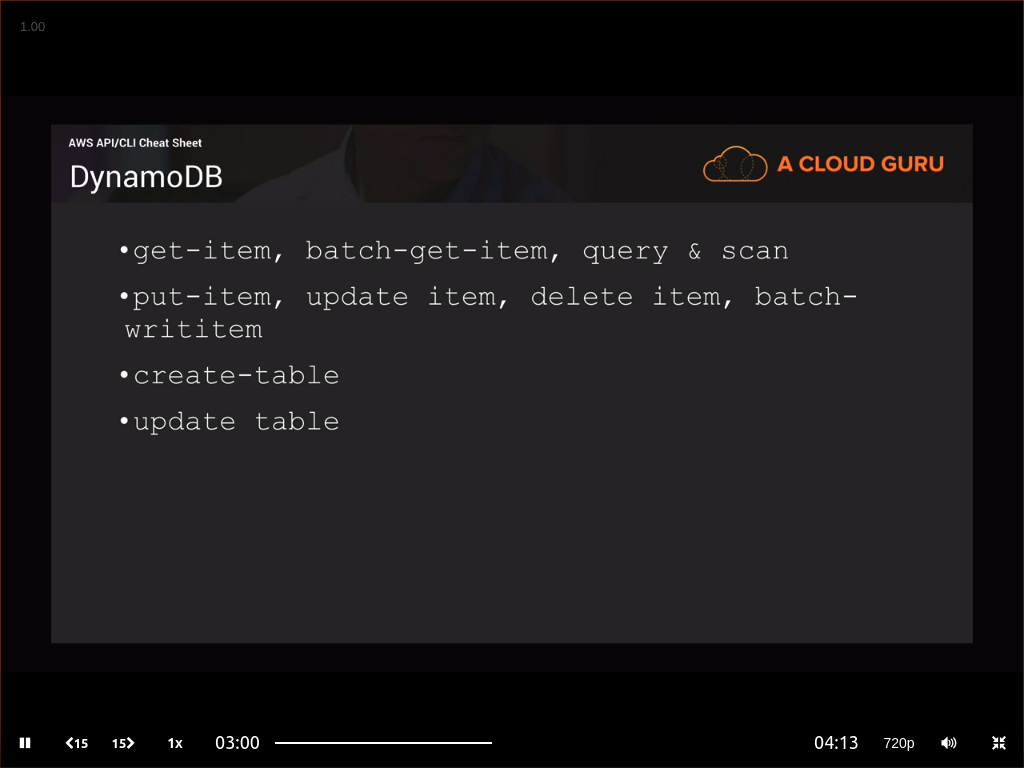 1.00
AWS API/CLI Cheat Sheet
DynamoDB
A CLOUD GURU
•get-item, batch-get-item, query & scan
•put-item, update item, delete item, batch-
writitem
•create-table
•update table
15 15 1x 03:00 04:13 720p